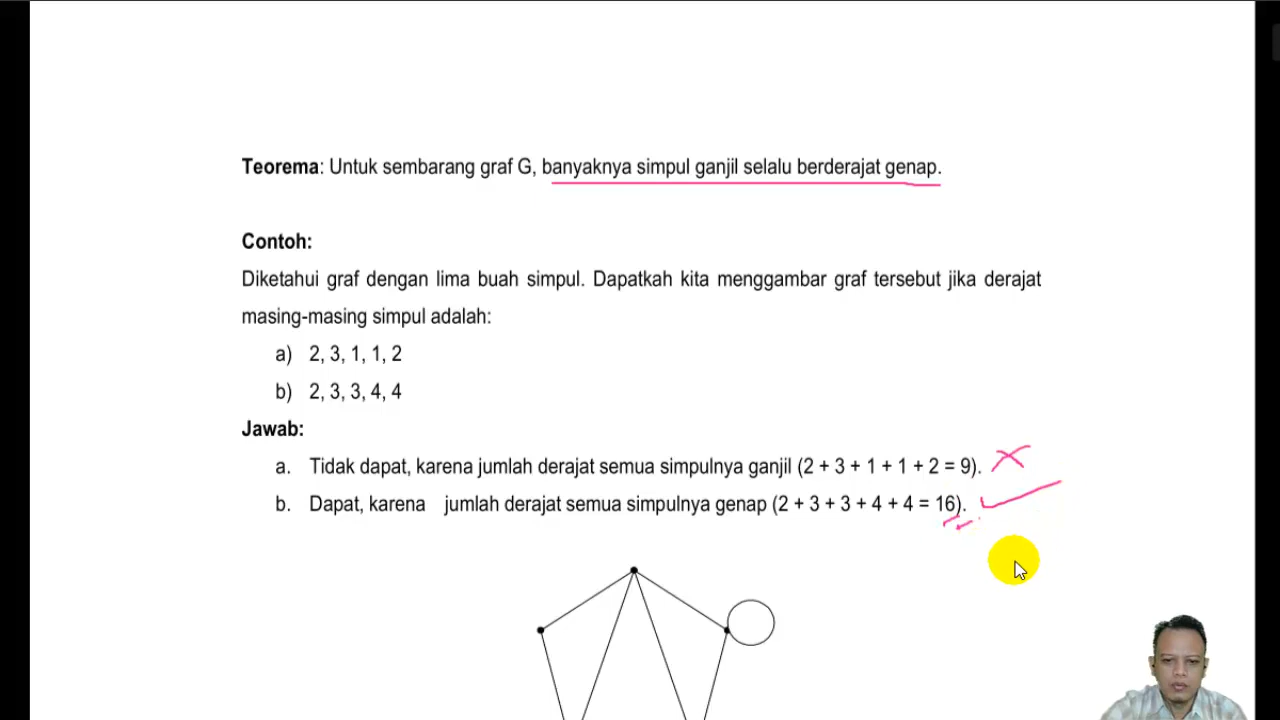 Teorema: Untuk sembarang graf G, banyaknya simpul ganjil selalu berderajat genap.
Contoh:
Diketahui graf dengan lima buah simpul. Dapatkah kita menggambar graf tersebut jika derajat
masing-masing simpul adalah:
a) 2, 3, 1, 1, 2
b) 2, 3, 3, 4, 4
Jawab:
a. Tidak dapat, karena jumlah derajat semua simpulnya ganjil (2 + 3 + 1 + 1 + 2 = 9).
b. Dapat, karena jumlah derajat semua simpulnya genap (2 + 3 + 3 + 4 + 4 = 16).